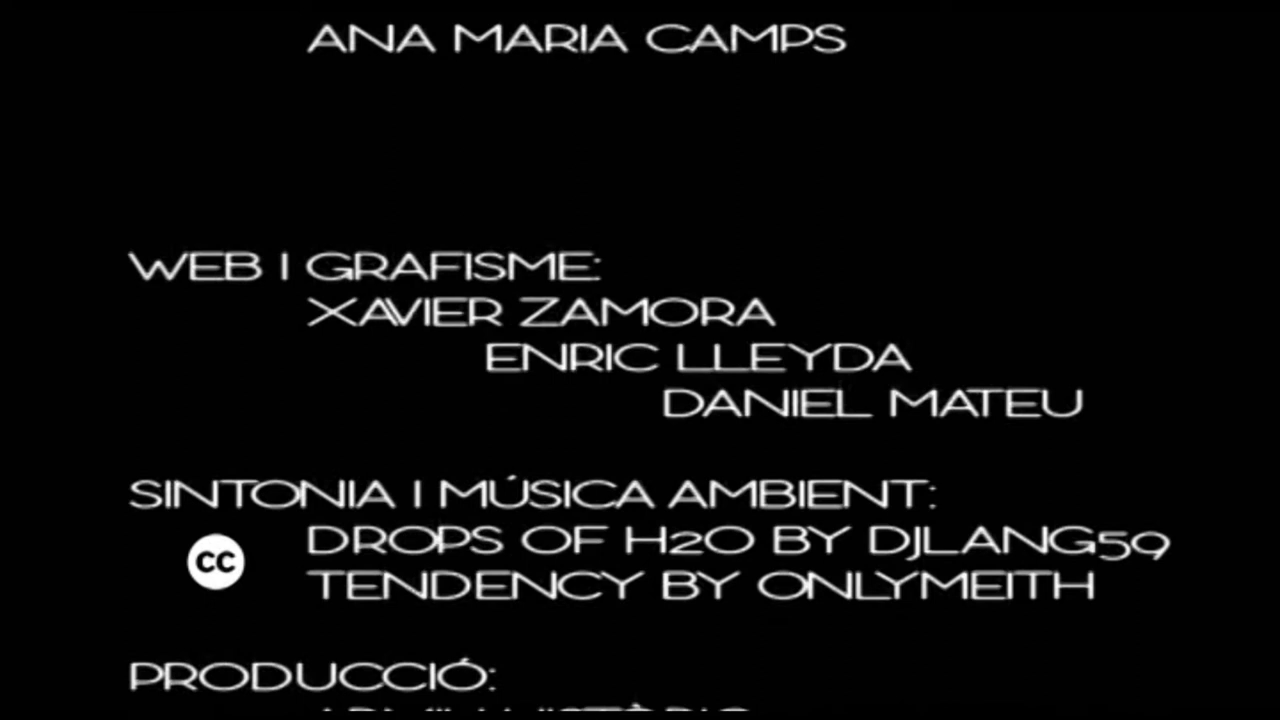 ANA MARIA CAMPS
WEB I GRAFISME:
XAVIER ZAMORA
ENRIC LLEYDA
DANIEL MATEU
SINTONIA I MÚSICA AMBIENT:
cc
DROPS OF H2O BY DJLANG59
TENDENCY BY ONLYMEITH
PRODUCCIÓ: